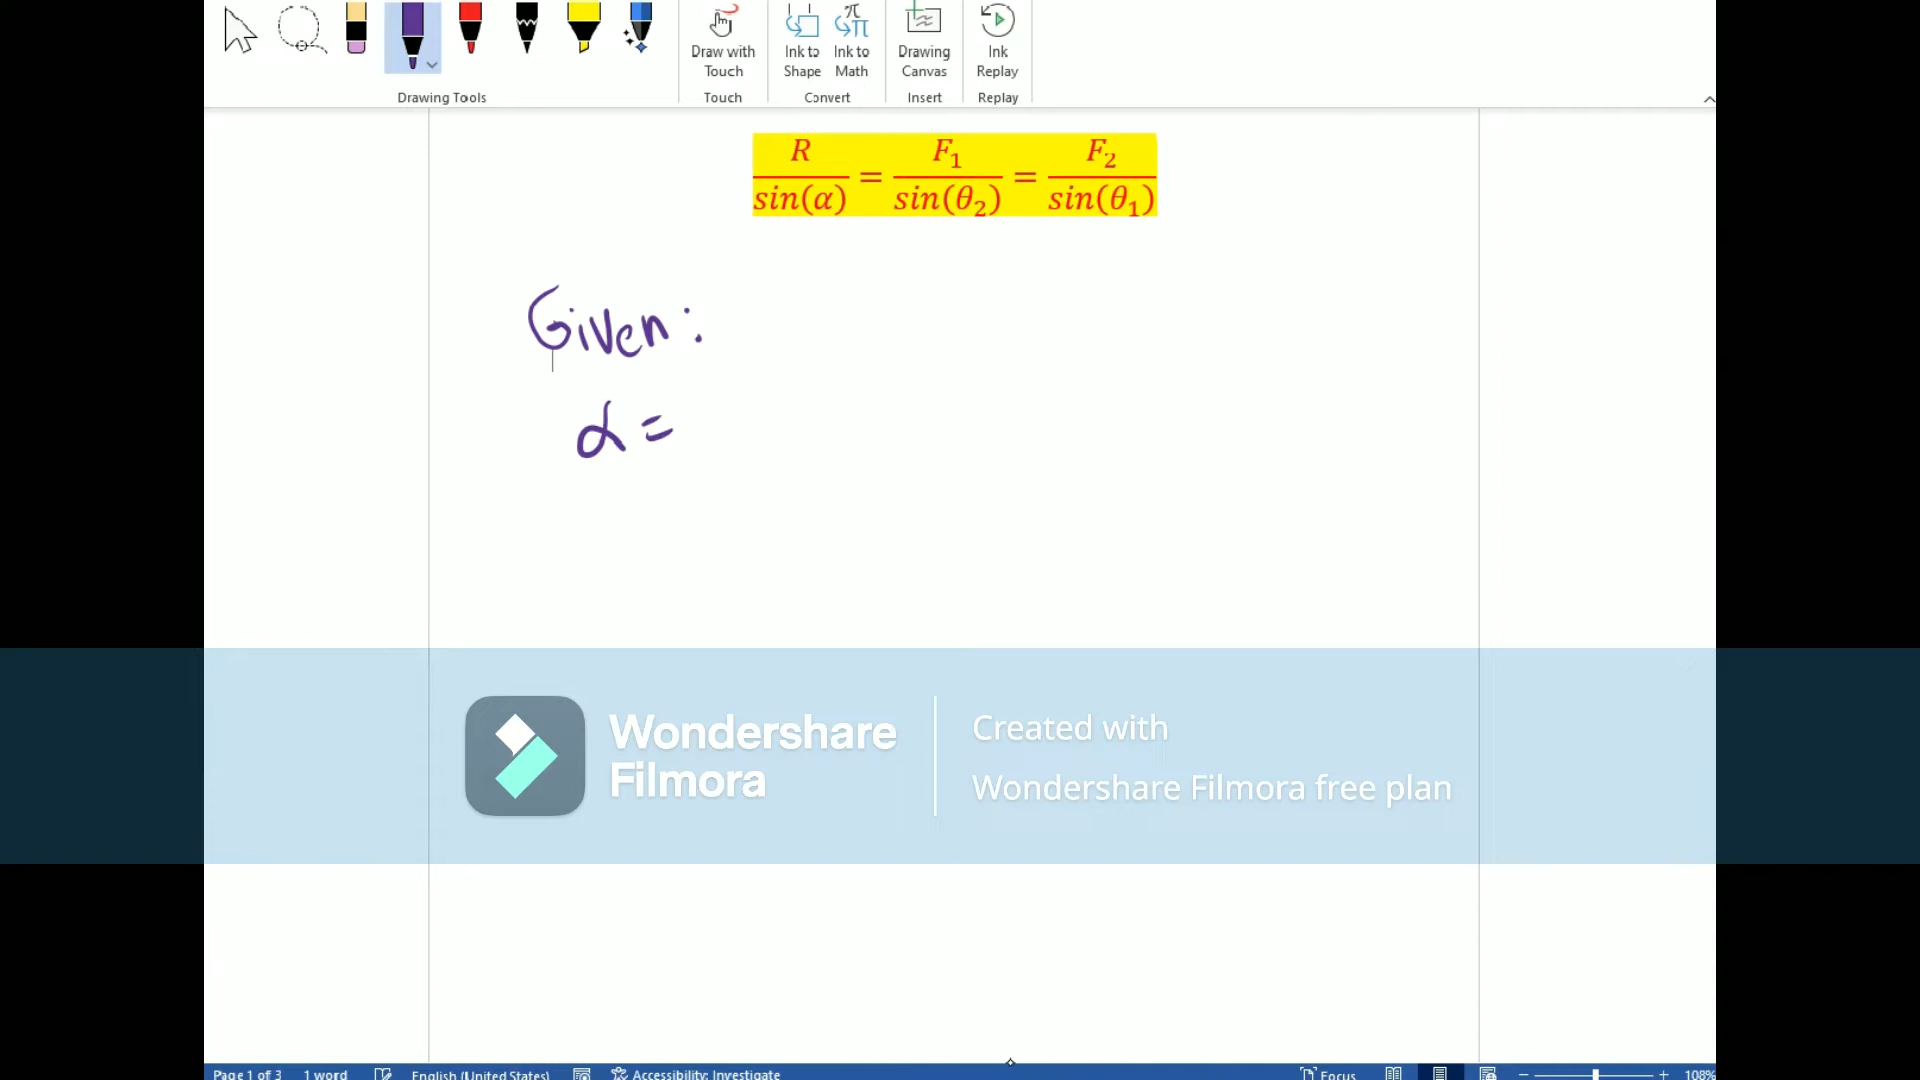 Draw with Touch
Ink to Shape
Ink to Math
Drawing Canvas
Ink Replay
Drawing Tools
Touch
Convert
Insert
Replay
R/sin(α) = F₁/sin(θ₂) = F₂/sin(θ₁)
Given:
α =
Wondershare Filmora
Created with
Wondershare Filmora free plan
Page 1 of 3 1 word English (United States) Accessibility: Investigate Focus 108%